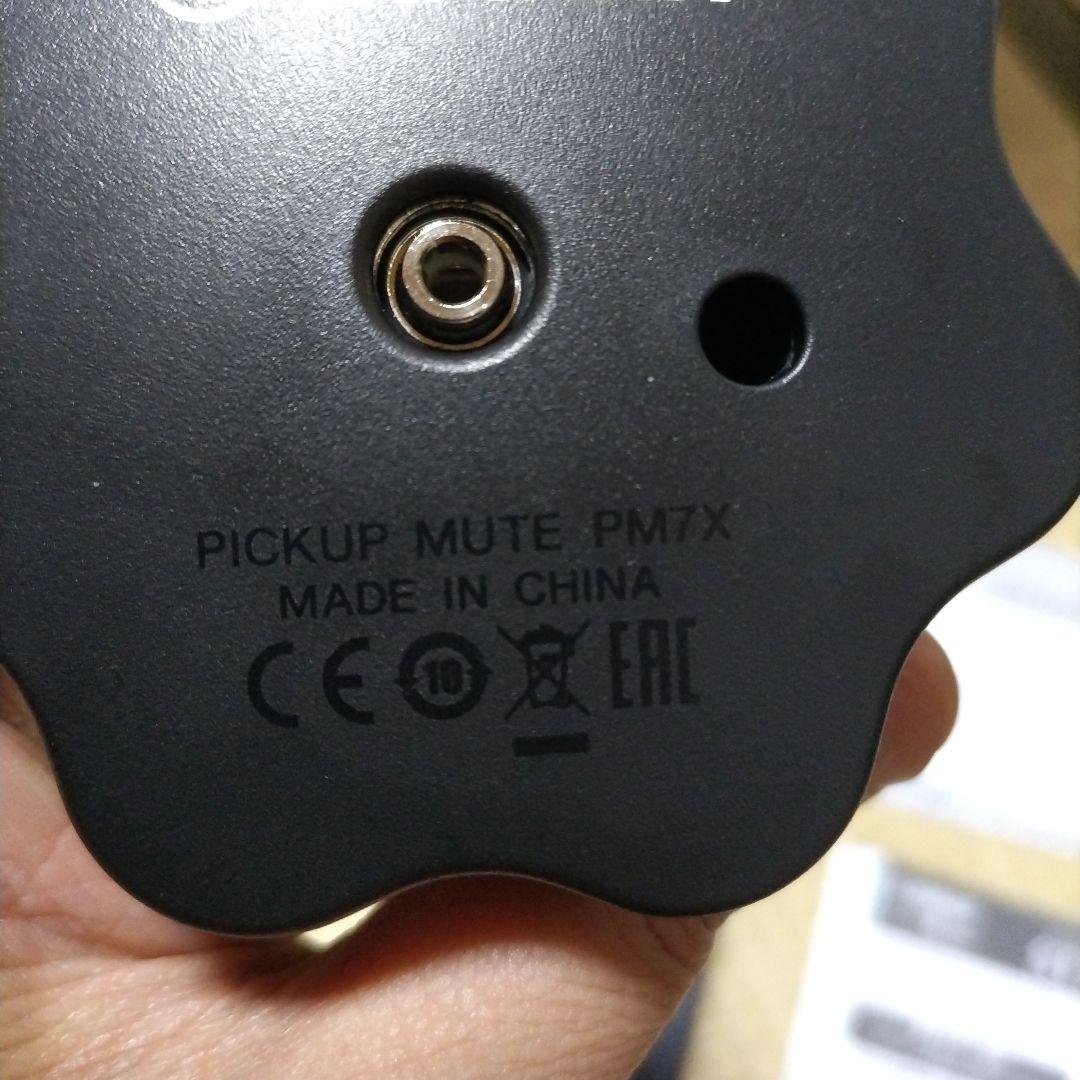 PICKUP MUTE PM7X
MADE IN CHINA
CE 10 EAC